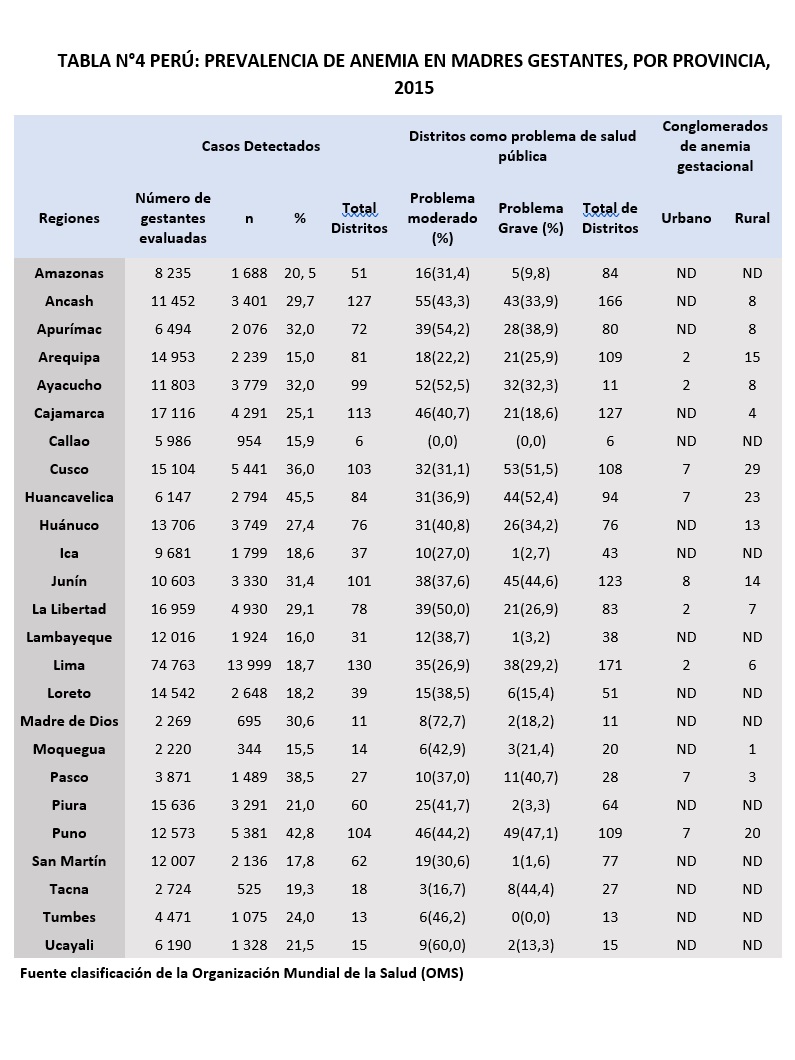 TABLA N°4 PERÚ: PREVALENCIA DE ANEMIA EN MADRES GESTANTES, POR PROVINCIA,
2015
Casos Detectados
Distritos como problema de salud
pública
Conglomerados
de anemia
gestacional
Regiones
Número de
gestantes
evaluadas
n
%
Total
Distritos
Problema
moderado
(%)
Problema
Grave (%)
Total de
Distritos
Urbano
Rural
Amazonas 8 235 1 688 20, 5 51 16(31,4) 5(9,8) 84 ND ND
Ancash 11 452 3 401 29,7 127 55(43,3) 43(33,9) 166 ND 8
Apurímac 6 494 2 076 32,0 72 39(54,2) 28(38,9) 80 ND 8
Arequipa 14 953 2 239 15,0 81 18(22,2) 21(25,9) 109 2 15
Ayacucho 11 803 3 779 32,0 99 52(52,5) 32(32,3) 11 2 8
Cajamarca 17 116 4 291 25,1 113 46(40,7) 21(18,6) 127 ND 4
Callao 5 986 954 15,9 6 (0,0) (0,0) 6 ND ND
Cusco 15 104 5 441 36,0 103 32(31,1) 53(51,5) 108 7 29
Huancavelica 6 147 2 794 45,5 84 31(36,9) 44(52,4) 94 7 23
Huánuco 13 706 3 749 27,4 76 31(40,8) 26(34,2) 76 ND 13
Ica 9 681 1 799 18,6 37 10(27,0) 1(2,7) 43 ND ND
Junín 10 603 3 330 31,4 101 38(37,6) 45(44,6) 123 8 14
La Libertad 16 959 4 930 29,1 78 39(50,0) 21(26,9) 83 2 7
Lambayeque 12 016 1 924 16,0 31 12(38,7) 1(3,2) 38 ND ND
Lima 74 763 13 999 18,7 130 35(26,9) 38(29,2) 171 2 6
Loreto 14 542 2 648 18,2 39 15(38,5) 6(15,4) 51 ND ND
Madre de Dios 2 269 695 30,6 11 8(72,7) 2(18,2) 11 ND ND
Moquegua 2 220 344 15,5 14 6(42,9) 3(21,4) 20 ND 1
Pasco 3 871 1 489 38,5 27 10(37,0) 11(40,7) 28 7 3
Piura 15 636 3 291 21,0 60 25(41,7) 2(3,3) 64 ND ND
Puno 12 573 5 381 42,8 104 46(44,2) 49(47,1) 109 7 20
San Martín 12 007 2 136 17,8 62 19(30,6) 1(1,6) 77 ND ND
Tacna 2 724 525 19,3 18 3(16,7) 8(44,4) 27 ND ND
Tumbes 4 471 1 075 24,0 13 6(46,2) 0(0,0) 13 ND ND
Ucayali 6 190 1 328 21,5 15 9(60,0) 2(13,3) 15 ND ND
Fuente clasificación de la Organización Mundial de la Salud (OMS)